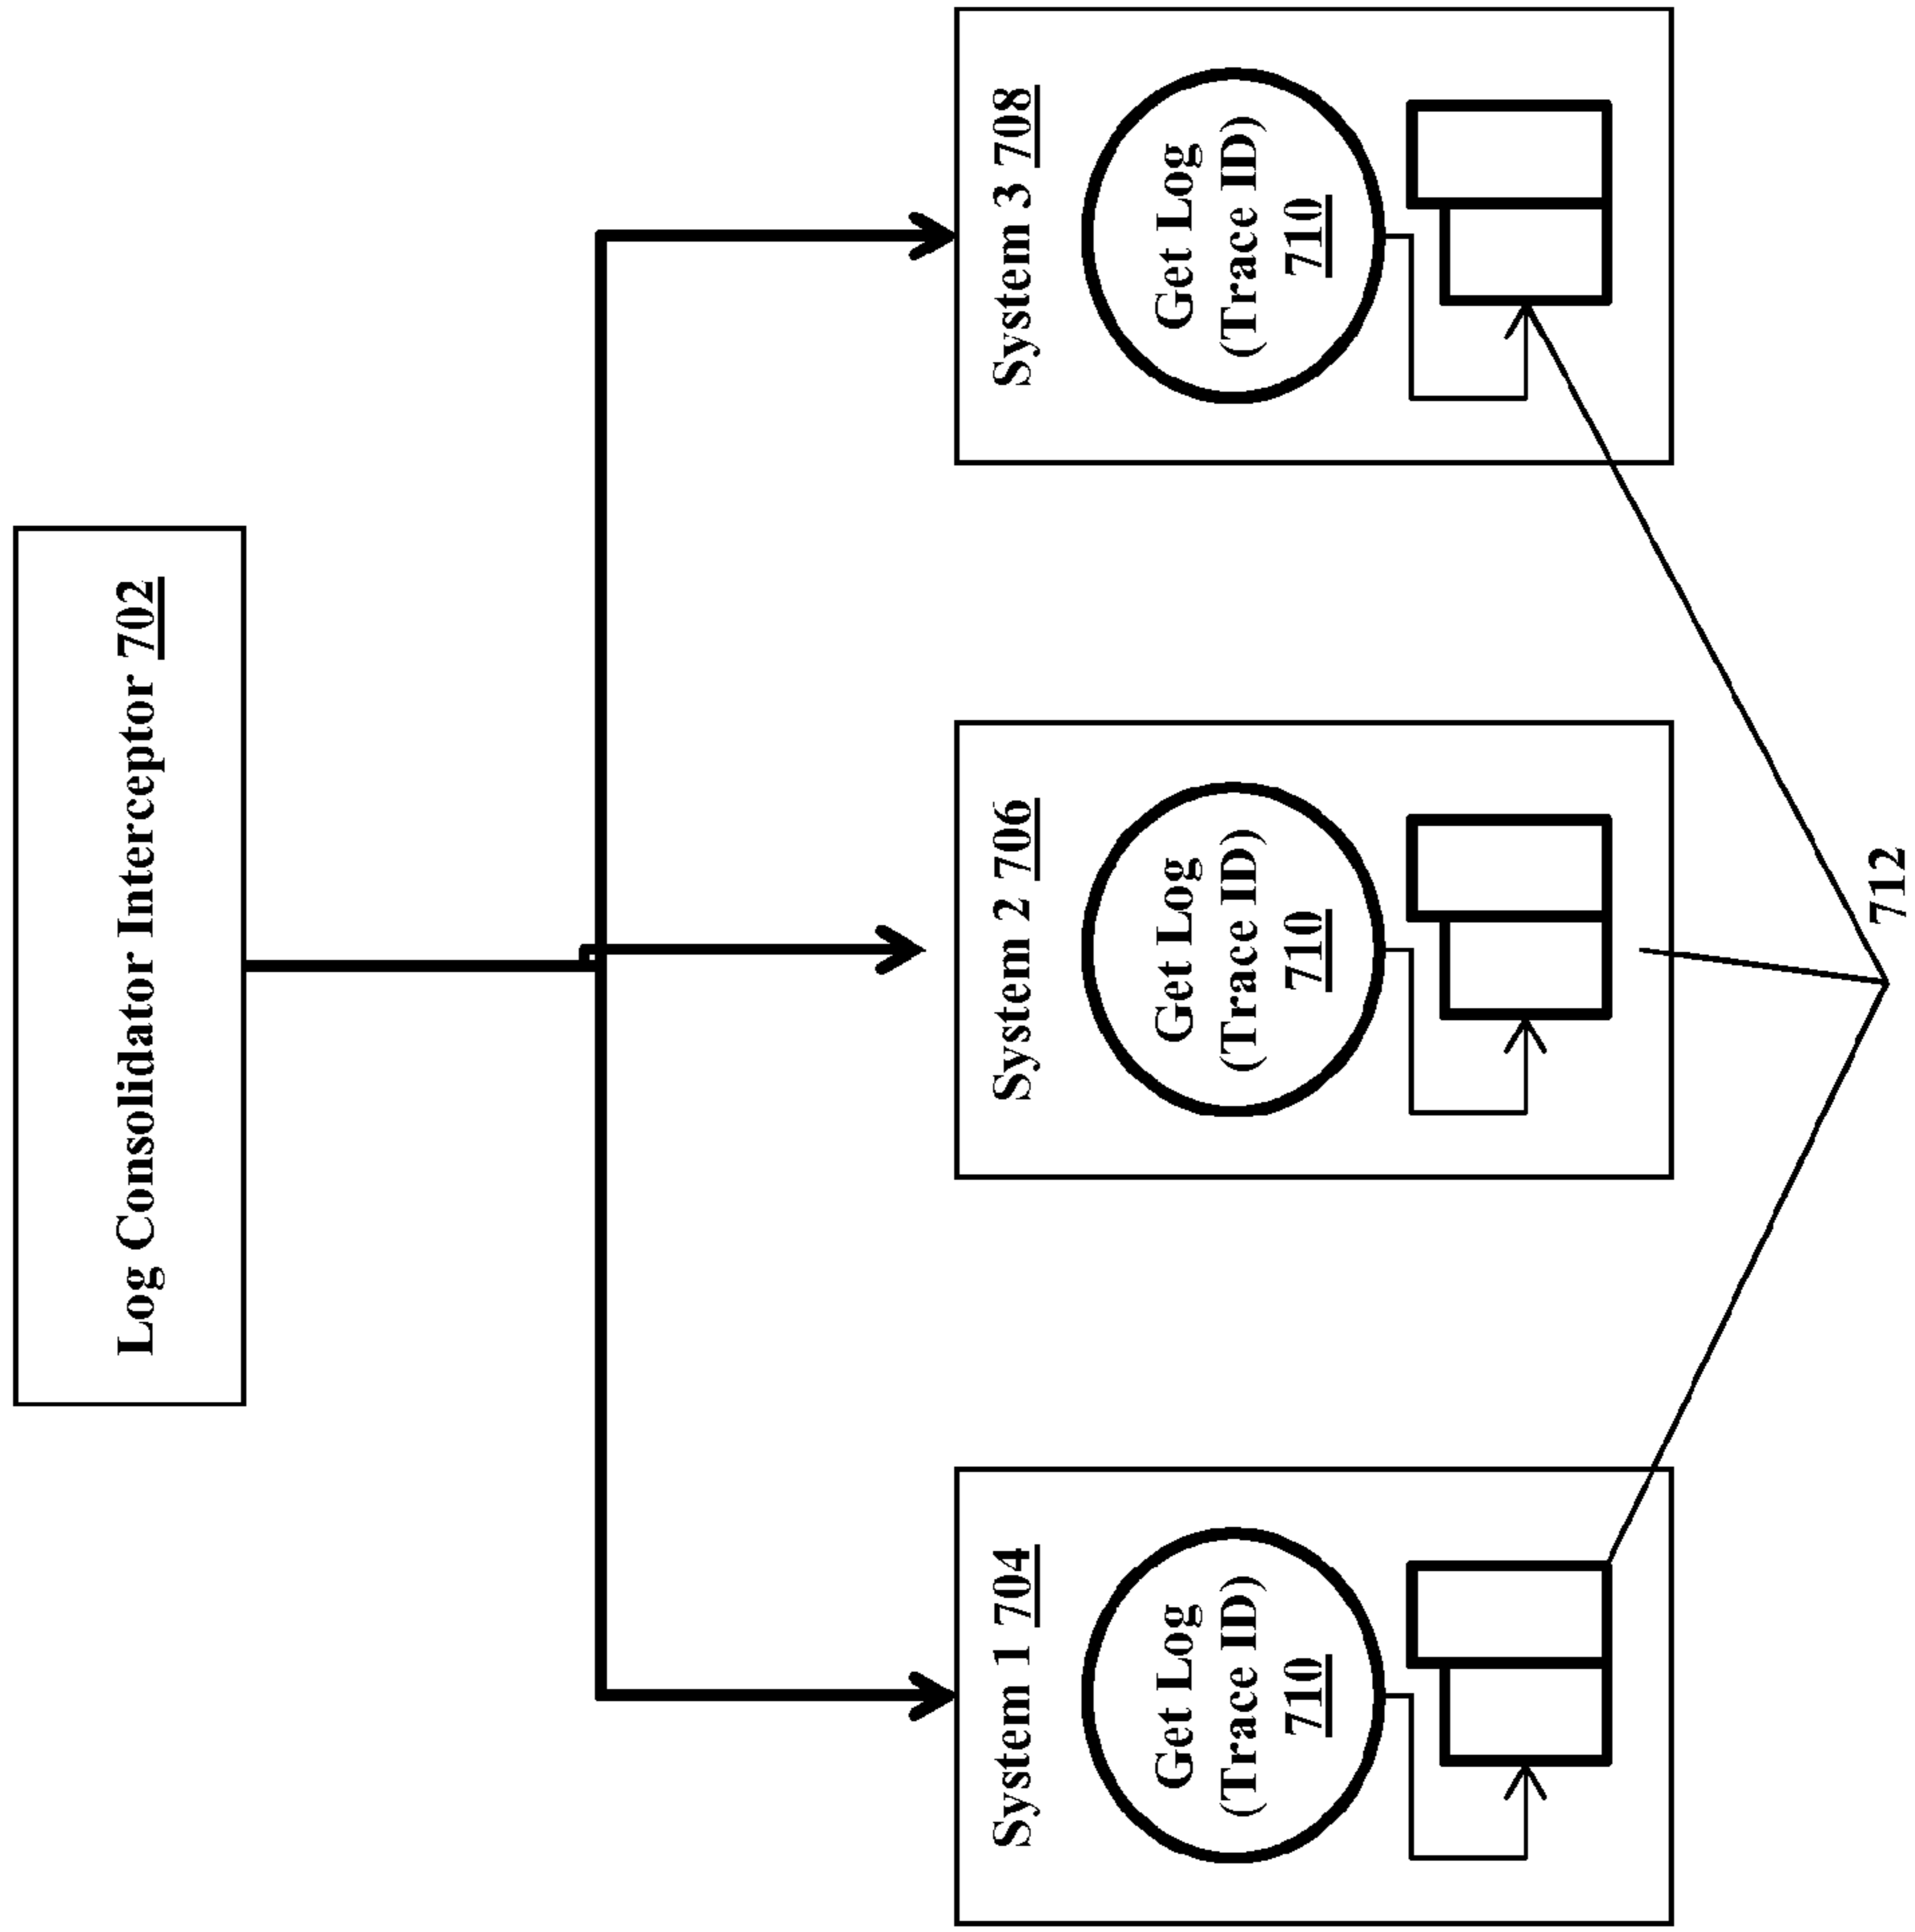 Log Consolidator Interceptor 702
System 1 704
Get Log
(Trace ID)
710
System 2 706
Get Log
(Trace ID)
710
System 3 708
Get Log
(Trace ID)
710
712